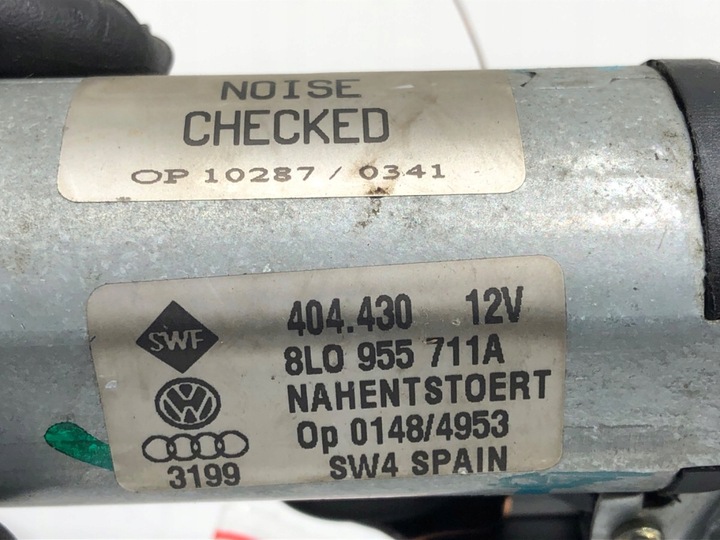 NOISE
CHECKED
OP 10287 / 0341
SWF
404.430 12V
8L0 955 711A
NAHENTSTOERT
Op 0148/4953
3199
SW4 SPAIN